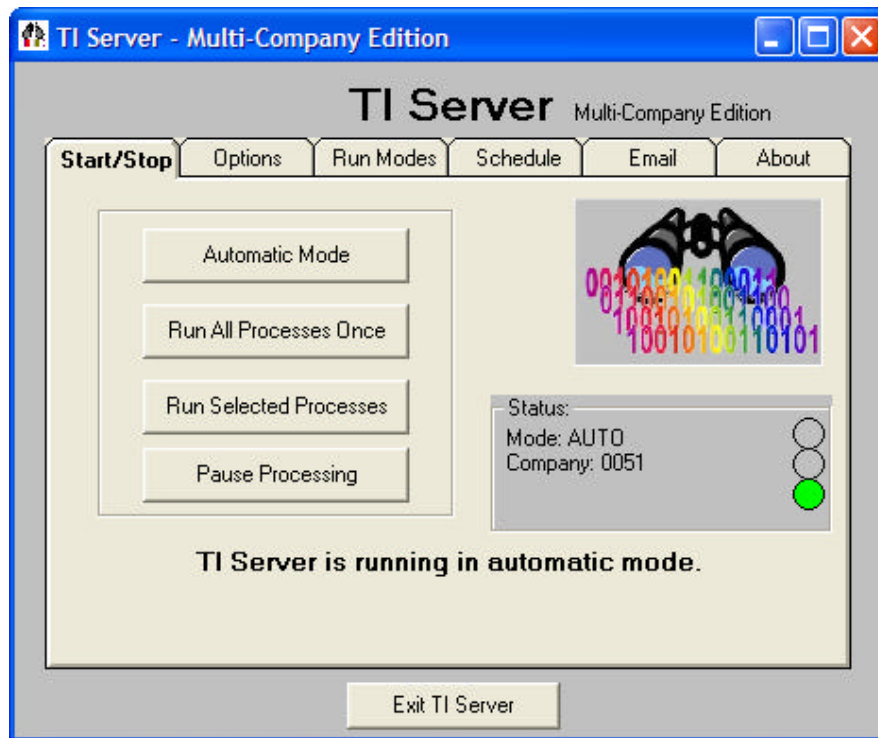 TI Server - Multi-Company Edition
TI Server Multi-Company Edition
Start/Stop Options Run Modes Schedule Email About
Automatic Mode
Run All Processes Once
Run Selected Processes
Pause Processing
Status:
Mode: AUTO
Company: 0051
TI Server is running in automatic mode.
Exit TI Server